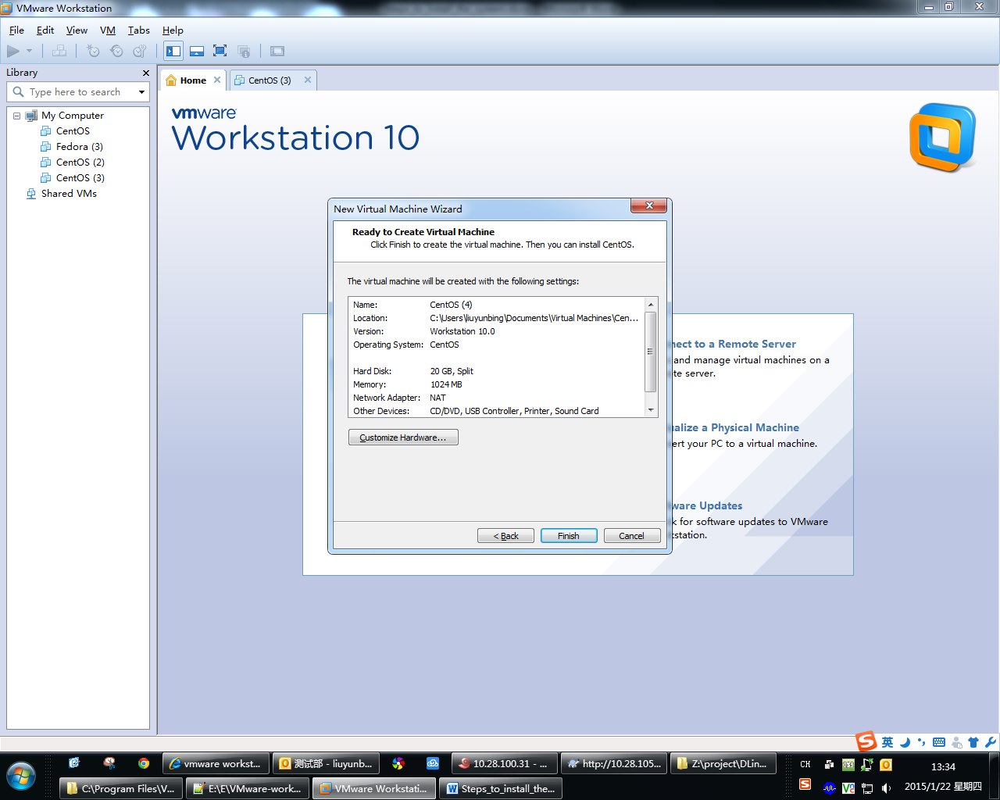 VMware Workstation
File Edit View VM Tabs Help
Library
Type here to search
My Computer
CentOS
Fedora (3)
CentOS (2)
CentOS (3)
Shared VMs
Home
CentOS (3)
vmware
Workstation 10
New Virtual Machine Wizard
Ready to Create Virtual Machine
Click Finish to create the virtual machine. Then you can install CentOS.
The virtual machine will be created with the following settings:
Name: CentOS (4)
Location: C:\Users\liuyunbing\Documents\Virtual Machines\Cen...
Version: Workstation 10.0
Operating System: CentOS
Hard Disk: 20 GB, Split
Memory: 1024 MB
Network Adapter: NAT
Other Devices: CD/DVD, USB Controller, Printer, Sound Card
Customize Hardware...
< Back Finish Cancel
nect to a Remote Server
and manage virtual machines on a
te server.
alize a Physical Machine
ert your PC to a virtual machine.
ware Updates
k for software updates to VMware
station.
英
vmware workst...
测试部 - liuyunb...
10.28.100.31 - ...
http://10.28.105...
Z:\project\DLin...
CH
13:34
C:\Program Files\V...
E:\E\VMware-work...
VMware Workstati...
Steps_to_install_the...
2015/1/22 星期四